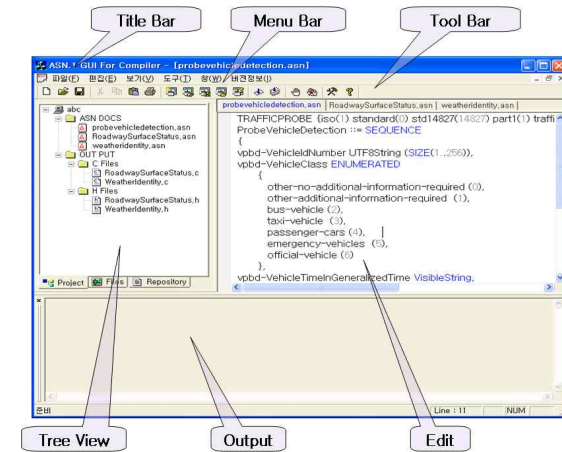 Title Bar
Menu Bar
Tool Bar
ASN.1 GUI For Compiler - [probevehicledetection.asn]
파일(F) 편집(E) 보기(V) 도구(T) 창(W) 버전정보(I)
abc
ASN DOCS
probevehicledetection.asn
RoadwaySurfaceStatus.asn
weatheridentity.asn
OUT PUT
C Files
RoadwaySurfaceStatus.c
WeatherIdentity.c
H Files
RoadwaySurfaceStatus.h
WeatherIdentity.h
Project Files Repository
probevehicledetection.asn RoadwaySurfaceStatus.asn weatheridentity.asn
TRAFFICPROBE {iso(1) standard(0) std14827(14827) part1(1) traffi
ProbeVehicleDetection ::= SEQUENCE
{
vpbd-VehicleIdNumber UTF8String (SIZE(1..256)),
vpbd-VehicleClass ENUMERATED
{
other-no-additional-information-required (0),
other-additional-information-required (1),
bus-vehicle (2),
taxi-vehicle (3),
passenger-cars (4),
emergency-vehicles (5),
official-vehicle (6)
},
vpbd-VehicleTimeInGeneralizedTime VisibleString,
준비
Line : 11 NUM
Tree View
Output
Edit